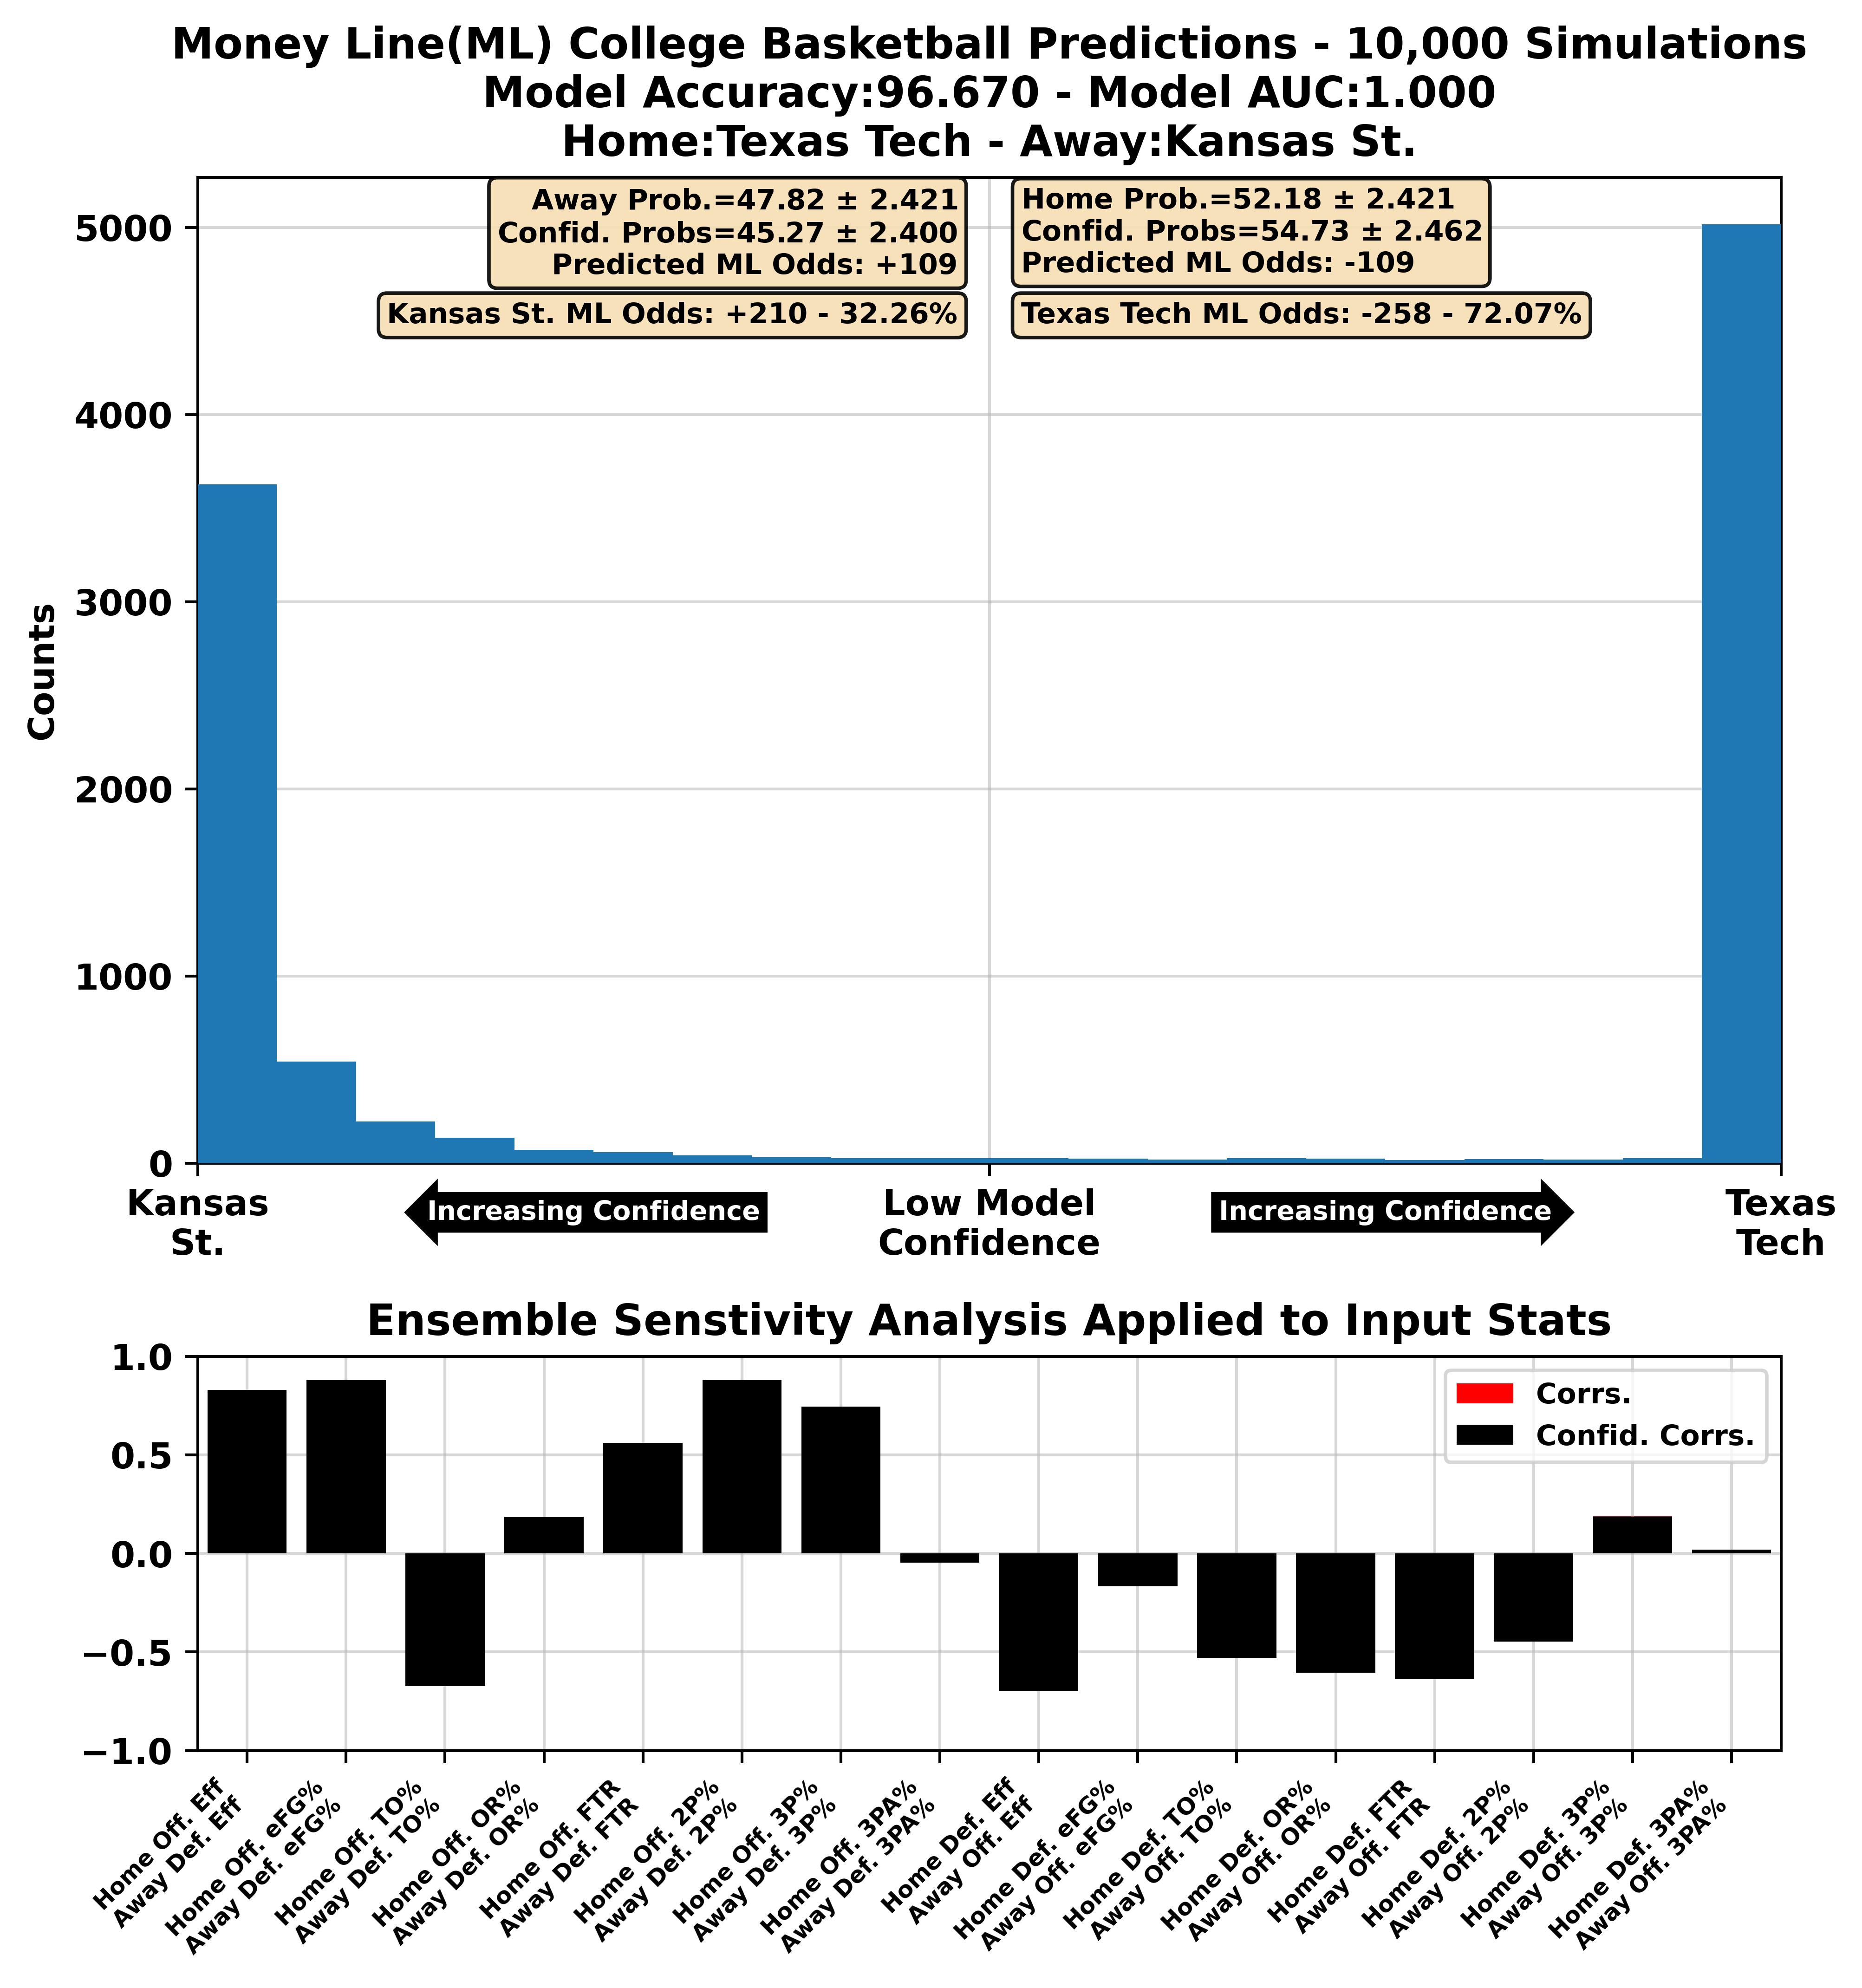 Money Line(ML) College Basketball Predictions - 10,000 Simulations
Model Accuracy:96.670 - Model AUC:1.000
Home:Texas Tech - Away:Kansas St.
Away Prob.=47.82 ± 2.421
Confid. Probs=45.27 ± 2.400
Predicted ML Odds: +109
Kansas St. ML Odds: +210 - 32.26%
Home Prob.=52.18 ± 2.421
Confid. Probs=54.73 ± 2.462
Predicted ML Odds: -109
Texas Tech ML Odds: -258 - 72.07%
Counts
5000
4000
3000
2000
1000
0
Kansas
St.
Increasing Confidence
Low Model
Confidence
Increasing Confidence
Texas
Tech
Ensemble Senstivity Analysis Applied to Input Stats
1.0
0.5
0.0
−0.5
−1.0
Corrs.
Confid. Corrs.
Home Off. Eff
Away Def. Eff
Home Off. eFG%
Away Def. eFG%
Home Off. TO%
Away Def. TO%
Home Off. OR%
Away Def. OR%
Home Off. FTR
Away Def. FTR
Home Off. 2P%
Away Def. 2P%
Home Off. 3P%
Away Def. 3P%
Home Off. 3PA%
Away Def. 3PA%
Home Def. Eff
Away Off. Eff
Home Def. eFG%
Away Off. eFG%
Home Def. TO%
Away Off. TO%
Home Def. OR%
Away Off. OR%
Home Def. FTR
Away Off. FTR
Home Def. 2P%
Away Off. 2P%
Home Def. 3P%
Away Off. 3P%
Home Def. 3PA%
Away Off. 3PA%